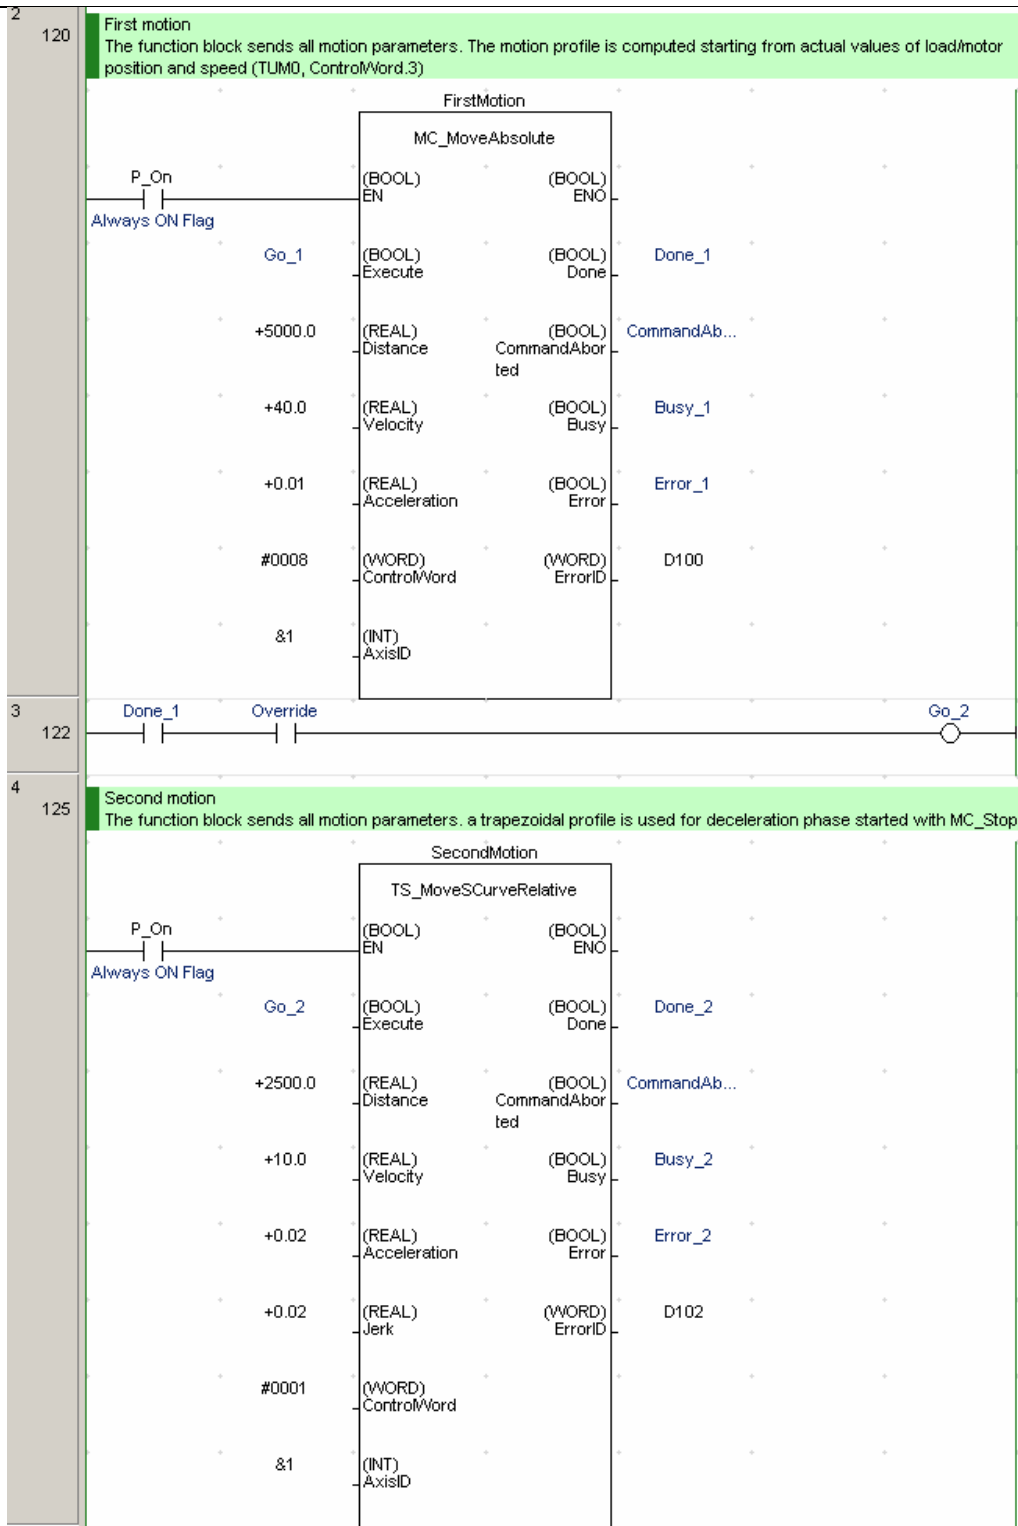 2
120
First motion
The function block sends all motion parameters. The motion profile is computed starting from actual values of load/motor
position and speed (TUM0, ControlWord.3)
FirstMotion
MC_MoveAbsolute
P_On
(BOOL)
EN
(BOOL)
ENO
Always ON Flag
Go_1
(BOOL)
Execute
(BOOL)
Done
Done_1
+5000.0
(REAL)
Distance
(BOOL)
CommandAbor
ted
CommandAb...
+40.0
(REAL)
Velocity
(BOOL)
Busy
Busy_1
+0.01
(REAL)
Acceleration
(BOOL)
Error
Error_1
#0008
(WORD)
ControlWord
(WORD)
ErrorID
D100
&1
(INT)
AxisID
3
122
Done_1
Override
Go_2
4
125
Second motion
The function block sends all motion parameters. a trapezoidal profile is used for deceleration phase started with MC_Stop
SecondMotion
TS_MoveSCurveRelative
P_On
(BOOL)
EN
(BOOL)
ENO
Always ON Flag
Go_2
(BOOL)
Execute
(BOOL)
Done
Done_2
+2500.0
(REAL)
Distance
(BOOL)
CommandAbor
ted
CommandAb...
+10.0
(REAL)
Velocity
(BOOL)
Busy
Busy_2
+0.02
(REAL)
Acceleration
(BOOL)
Error
Error_2
+0.02
(REAL)
Jerk
(WORD)
ErrorID
D102
#0001
(WORD)
ControlWord
&1
(INT)
AxisID